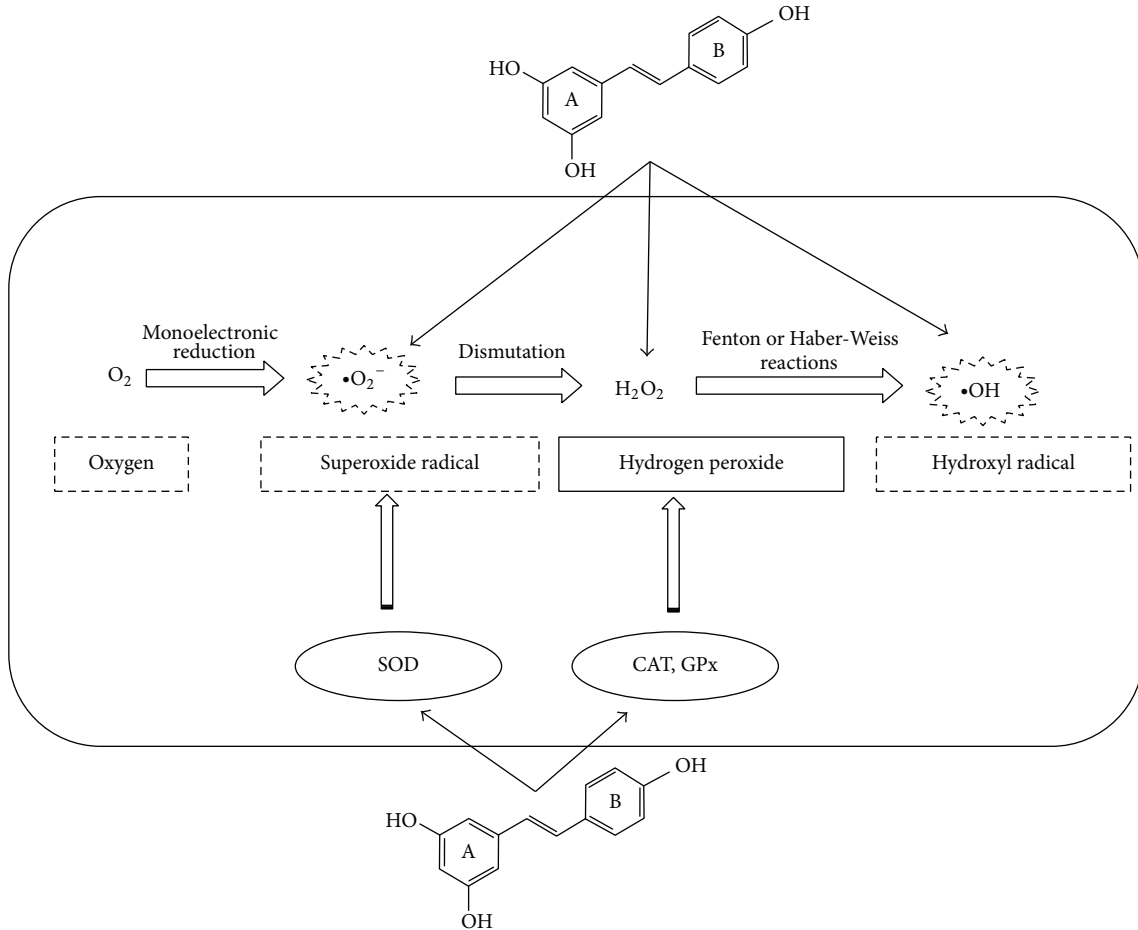 OH
B
HO
A
OH
Monoelectronic
reduction
O₂
•O₂⁻
Dismutation
H₂O₂
Fenton or Haber-Weiss
reactions
•OH
Oxygen
Superoxide radical
Hydrogen peroxide
Hydroxyl radical
SOD
CAT, GPx
OH
B
HO
A
OH